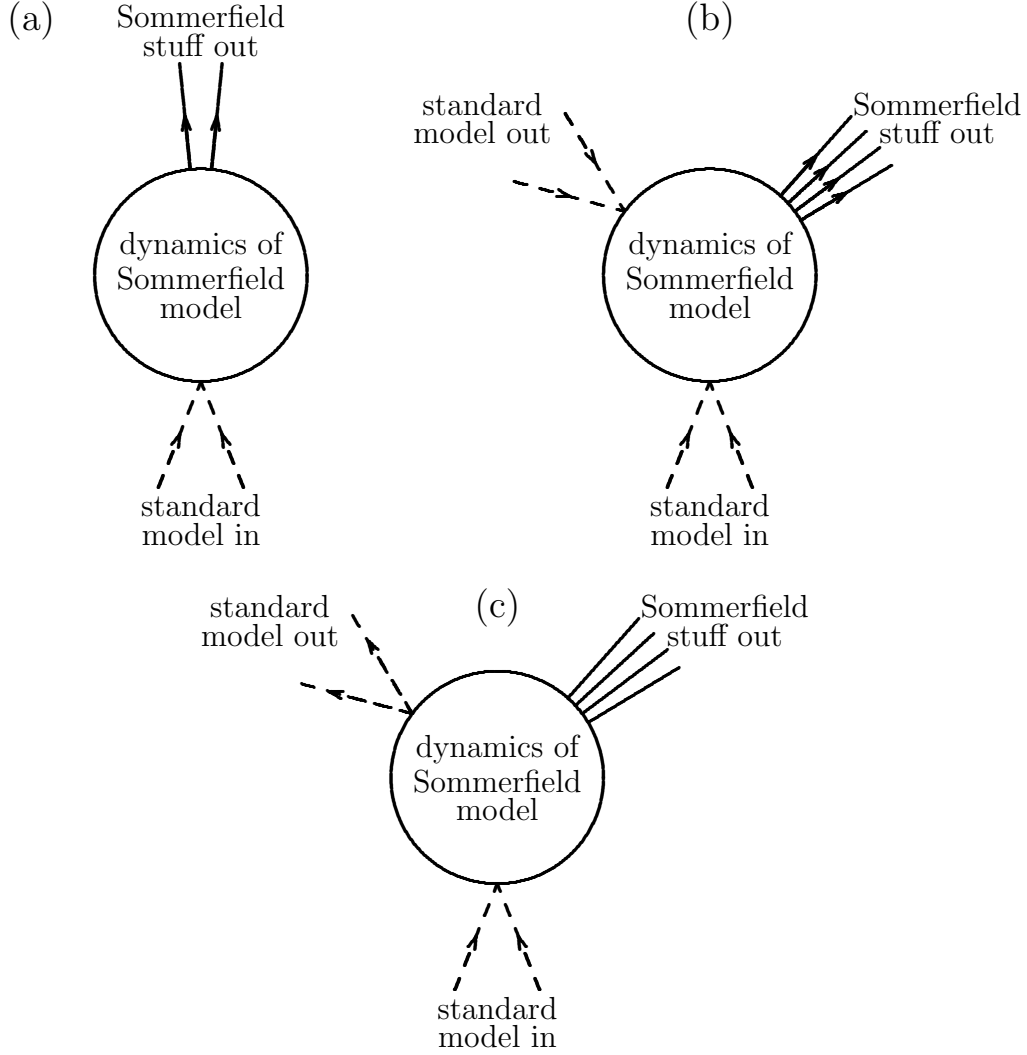 (a)
Sommerfield
stuff out
dynamics of
Sommerfield
model
standard
model in
(b)
standard
model out
Sommerfield
stuff out
dynamics of
Sommerfield
model
standard
model in
(c)
standard
model out
Sommerfield
stuff out
dynamics of
Sommerfield
model
standard
model in